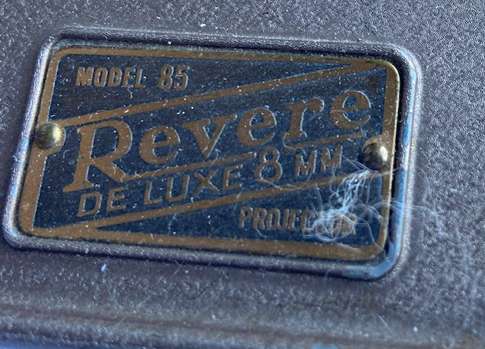 MODEL 85
Revere
DE LUXE 8 MM
PROJECTOR